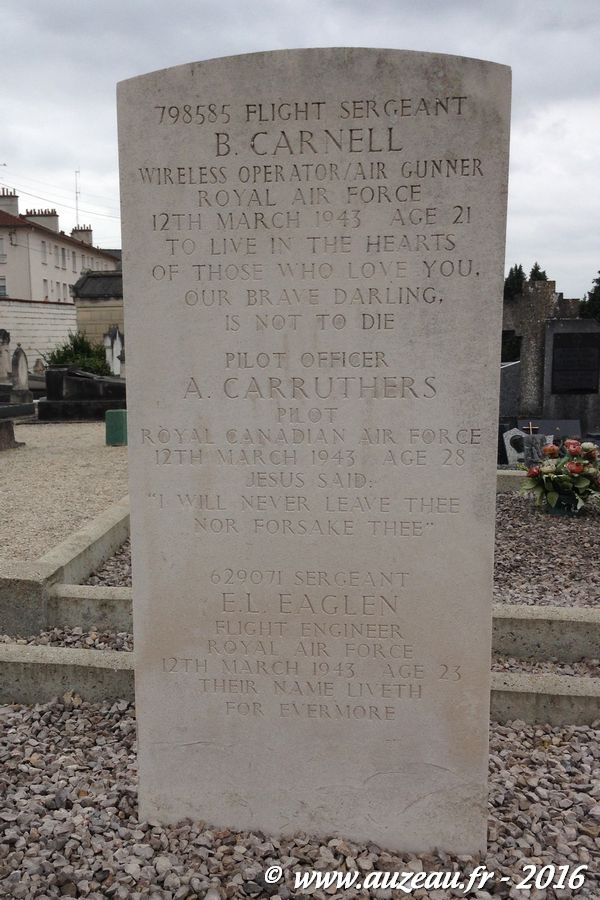 798585 FLIGHT SERGEANT
B. CARNELL
WIRELESS OPERATOR/AIR GUNNER
ROYAL AIR FORCE
12TH MARCH 1943 AGE 21
TO LIVE IN THE HEARTS
OF THOSE WHO LOVE YOU,
OUR BRAVE DARLING,
IS NOT TO DIE
PILOT OFFICER
A. CARRUTHERS
PILOT
ROYAL CANADIAN AIR FORCE
12TH MARCH 1943 AGE 28
JESUS SAID:
"I WILL NEVER LEAVE THEE
NOR FORSAKE THEE"
629071 SERGEANT
E.L. EAGLEN
FLIGHT ENGINEER
ROYAL AIR FORCE
12TH MARCH 1943 AGE 23
THEIR NAME LIVETH
FOR EVERMORE
© www.auzeau.fr - 2016